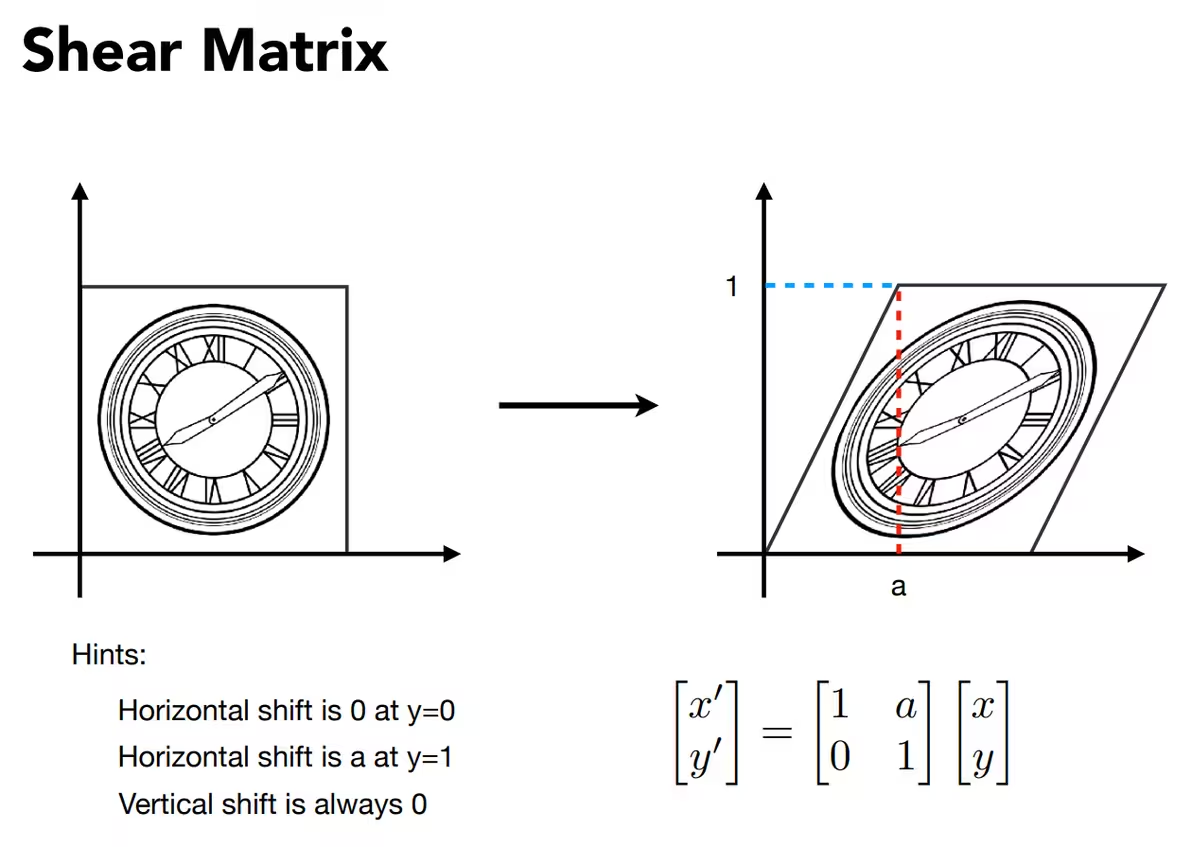 Shear Matrix
1
a
Hints:
Horizontal shift is 0 at y=0
Horizontal shift is a at y=1
Vertical shift is always 0
[x′] = [1 a] [x]
[y′]   [0 1] [y]